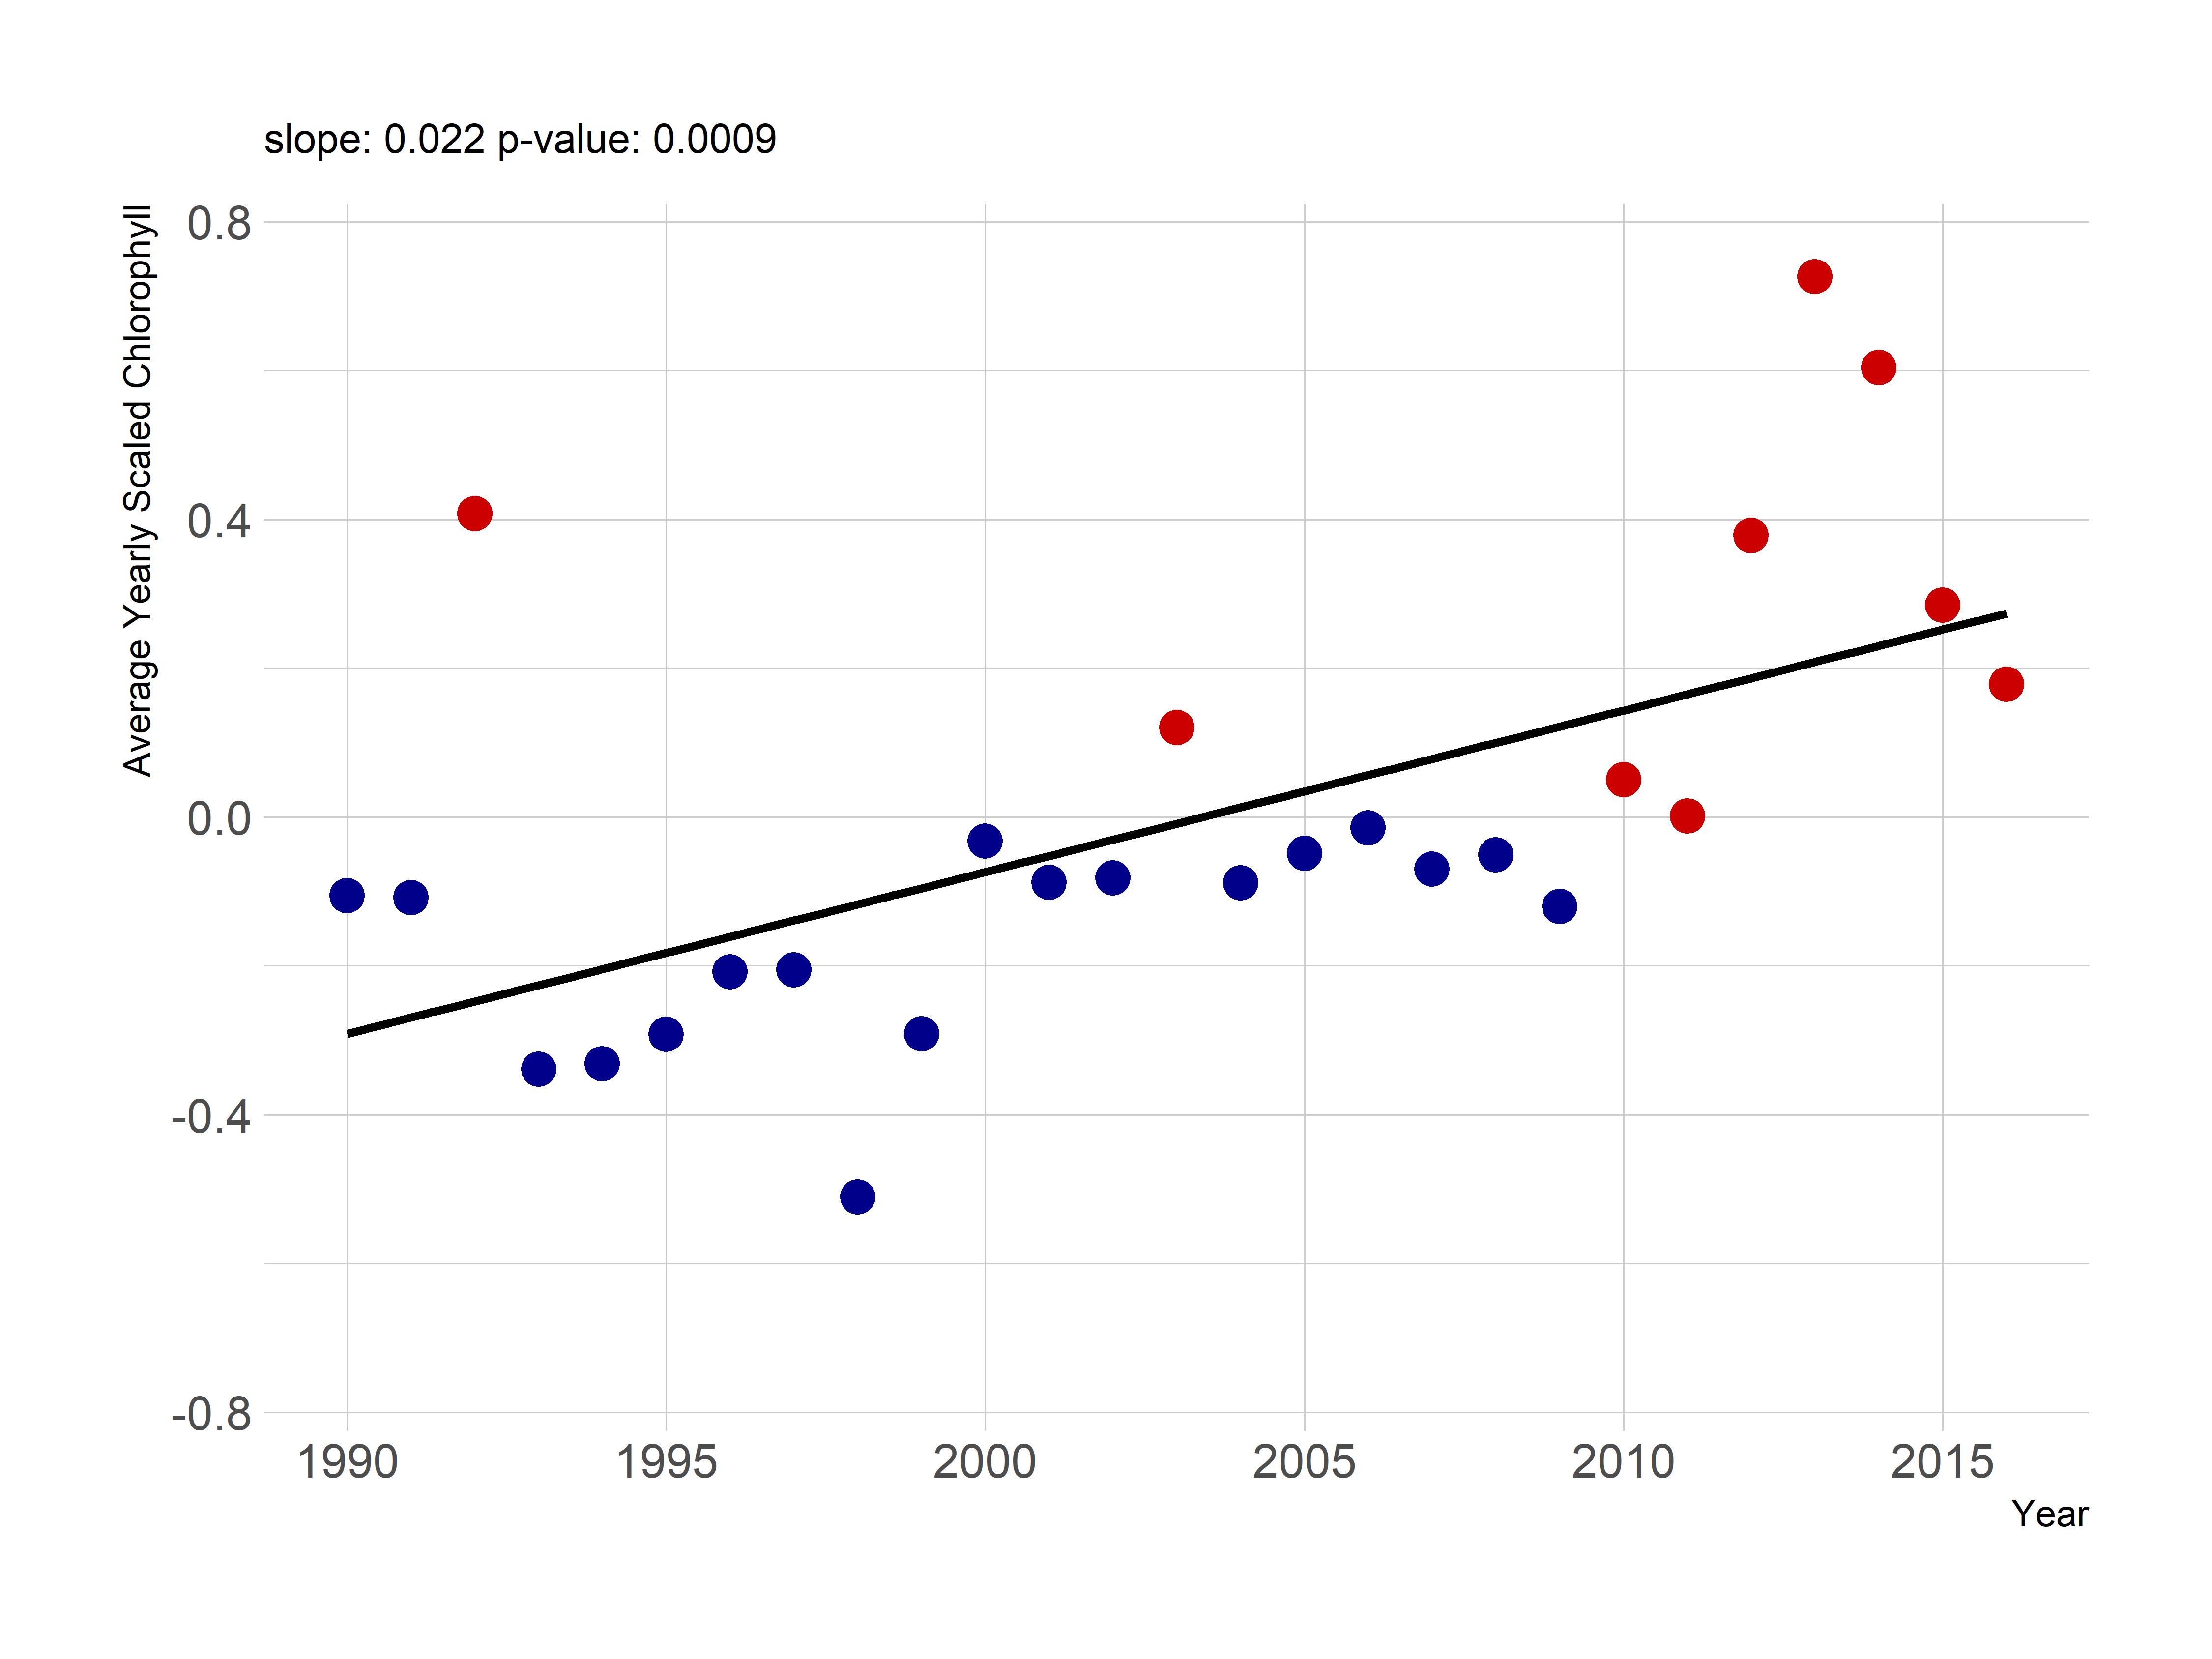 slope: 0.022 p-value: 0.0009
Average Yearly Scaled Chlorophyll
0.8
0.4
0.0
-0.4
-0.8
1990 1995 2000 2005 2010 2015
Year